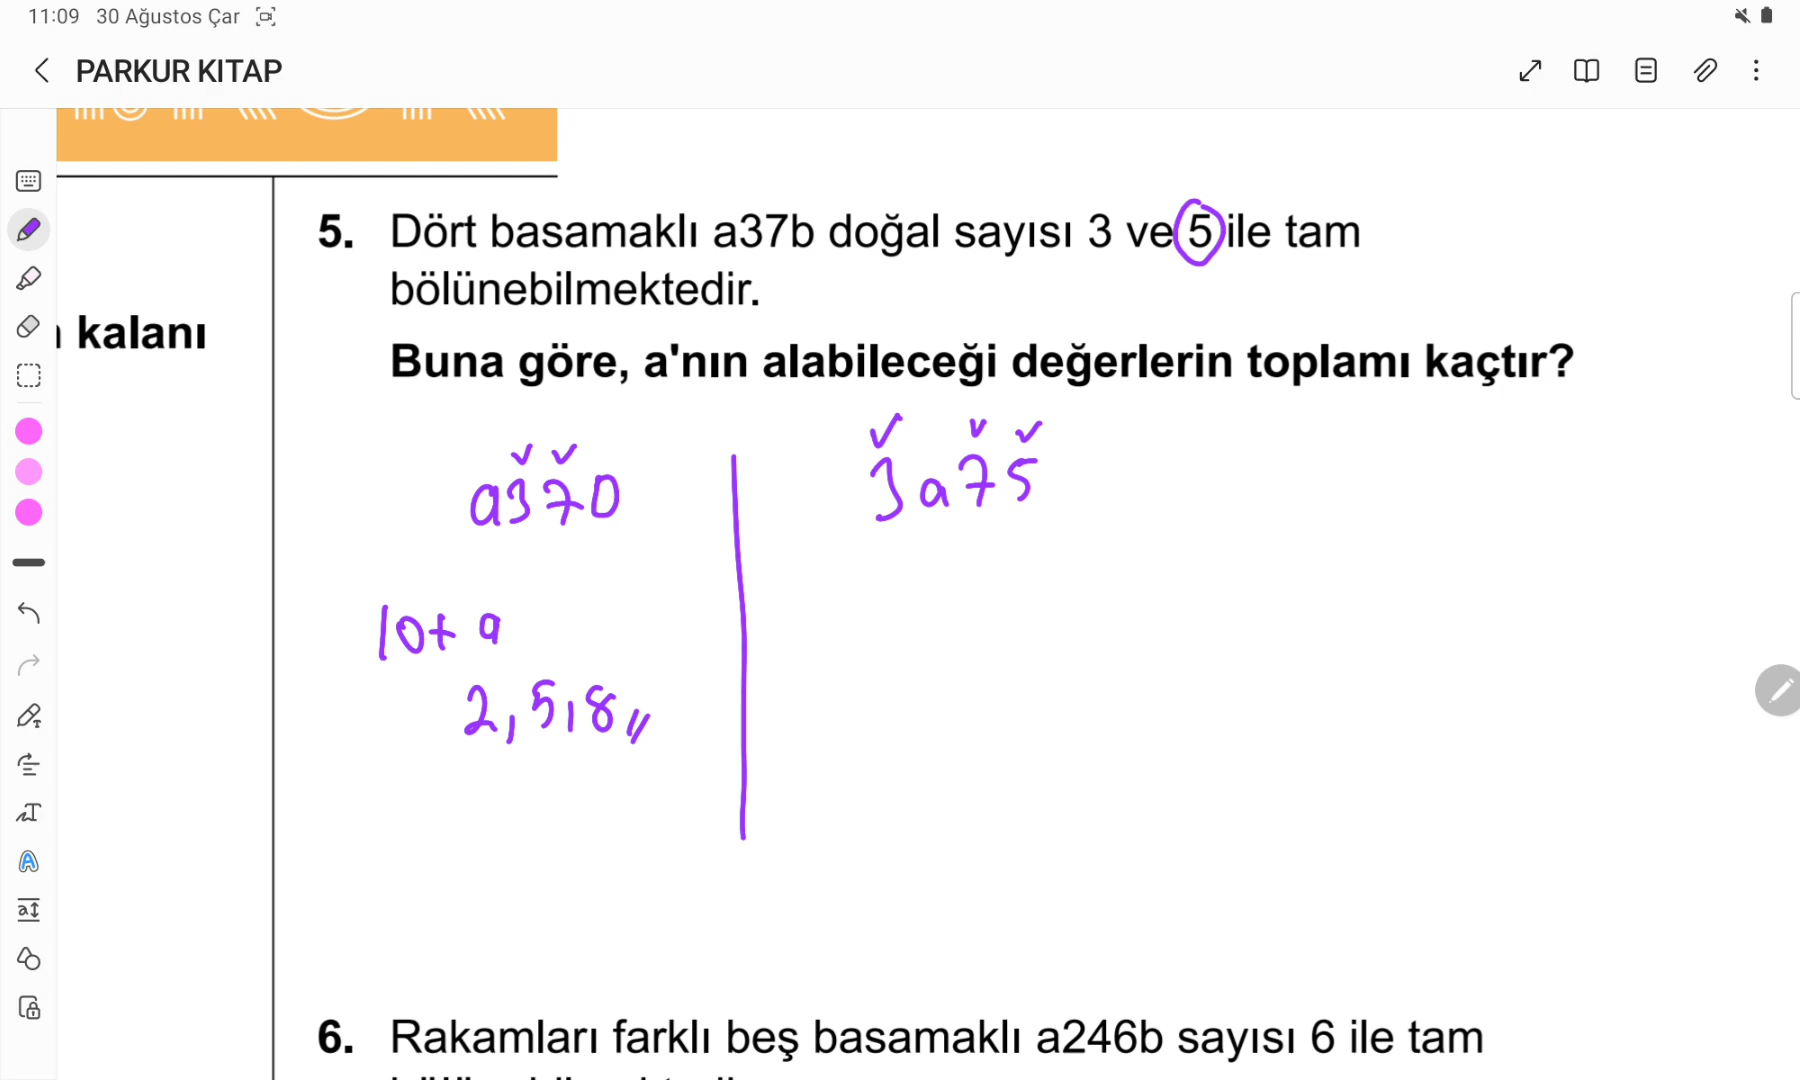 11:09 30 Ağustos Çar
PARKUR KITAP
kalanı
5. Dört basamaklı a37b doğal sayısı 3 ve 5 ile tam
bölünebilmektedir.
Buna göre, a'nın alabileceği değerlerin toplamı kaçtır?
a370
3a75
10+a
2,5,8,,
6. Rakamları farklı beş basamaklı a246b sayısı 6 ile tam